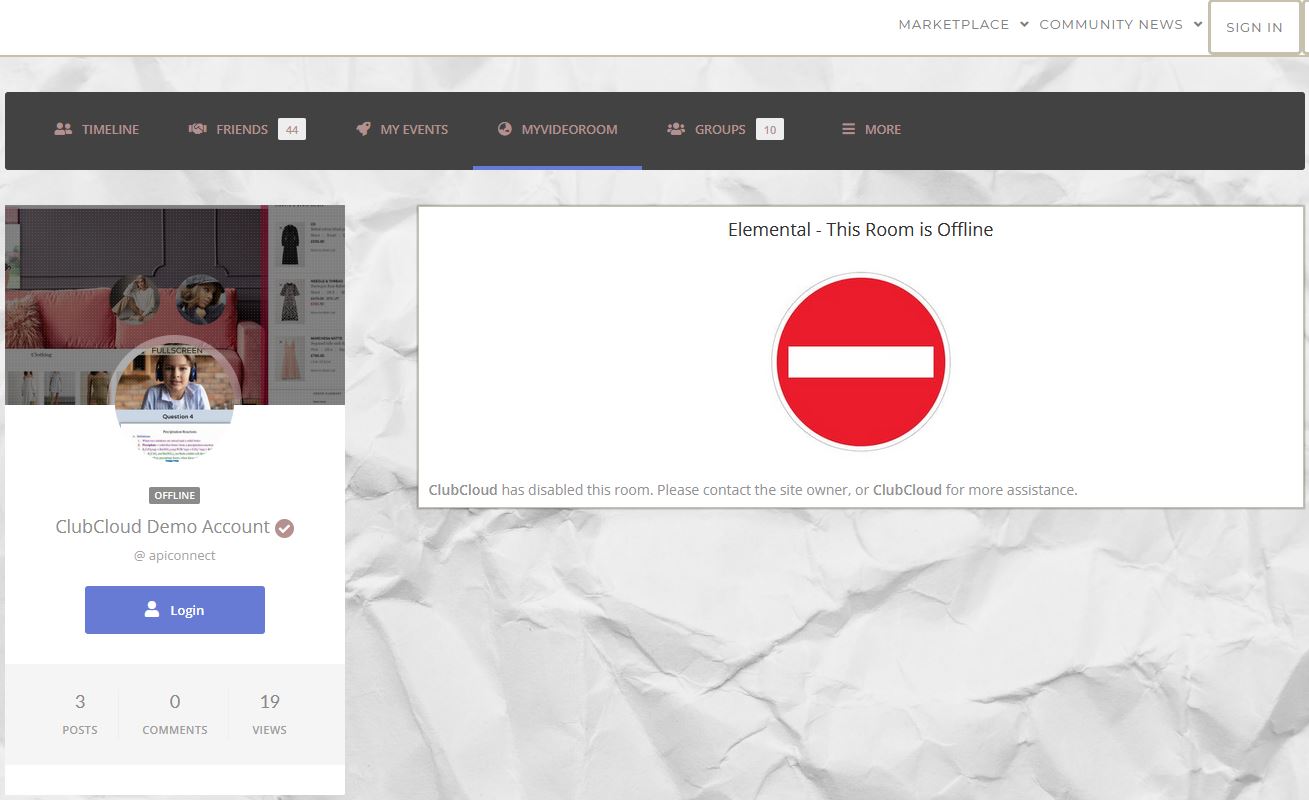 MARKETPLACE COMMUNITY NEWS SIGN IN
TIMELINE FRIENDS 44 MY EVENTS MYVIDEOROOM GROUPS 10 MORE
Elemental - This Room is Offline
Clothing
FULLSCREEN
Question 4
ClubCloud has disabled this room. Please contact the site owner, or ClubCloud for more assistance.
OFFLINE
ClubCloud Demo Account
@ apiconnect
Login
3 0 19
POSTS COMMENTS VIEWS